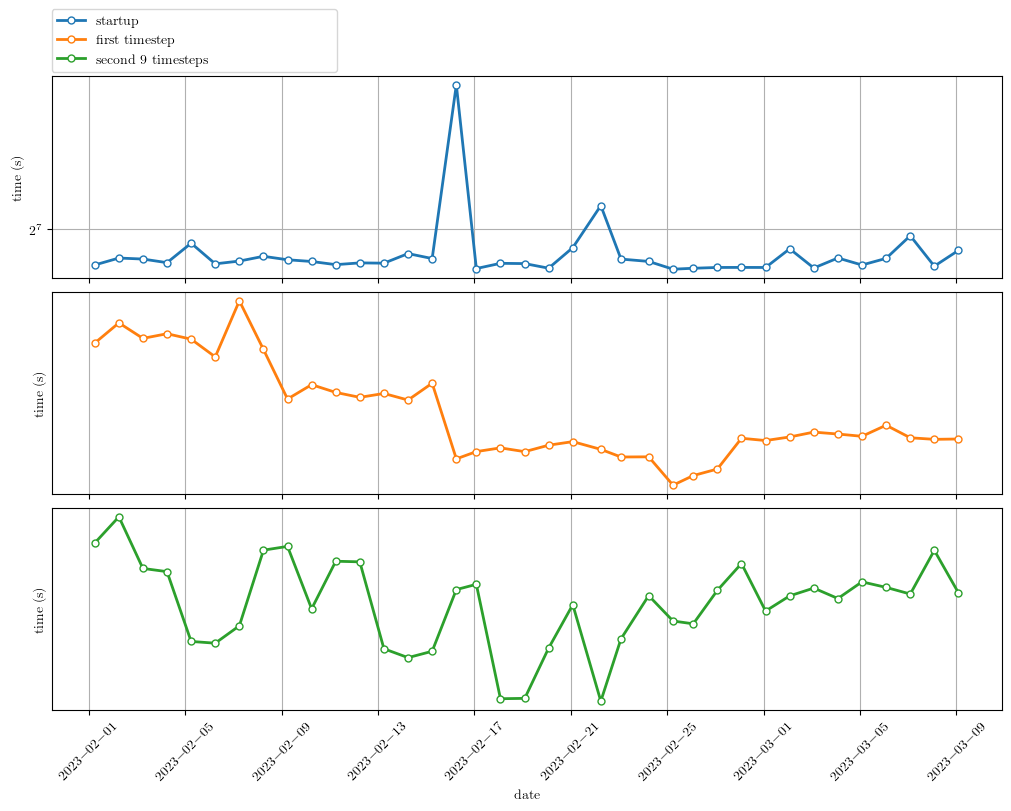 startup
first timestep
second 9 timesteps
time (s)
2^7
time (s)
time (s)
2023−02−01
2023−02−05
2023−02−09
2023−02−13
2023−02−17
2023−02−21
2023−02−25
2023−03−01
2023−03−05
2023−03−09
date